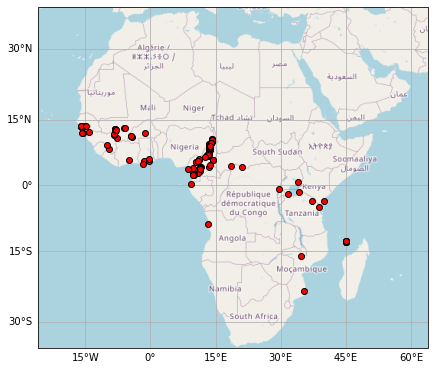 30°N
15°N
0°
15°S
30°S
15°W
0°
15°E
30°E
45°E
60°E
Algérie /
ⵍⵣⵣⴰⵢⴻⵔ /
الجزائر
ليبيا
مصر
السعودية
عمان
موريتانيا
Mali
Niger
Tchad تشاد
السودان
اليمن
Nigeria
South Sudan
ኢትዮጵያ
Soomaaliya
الصومال
Kenya
République
démocratique
du Congo
Tanzania
Angola
Moçambique
Namibia
South Africa